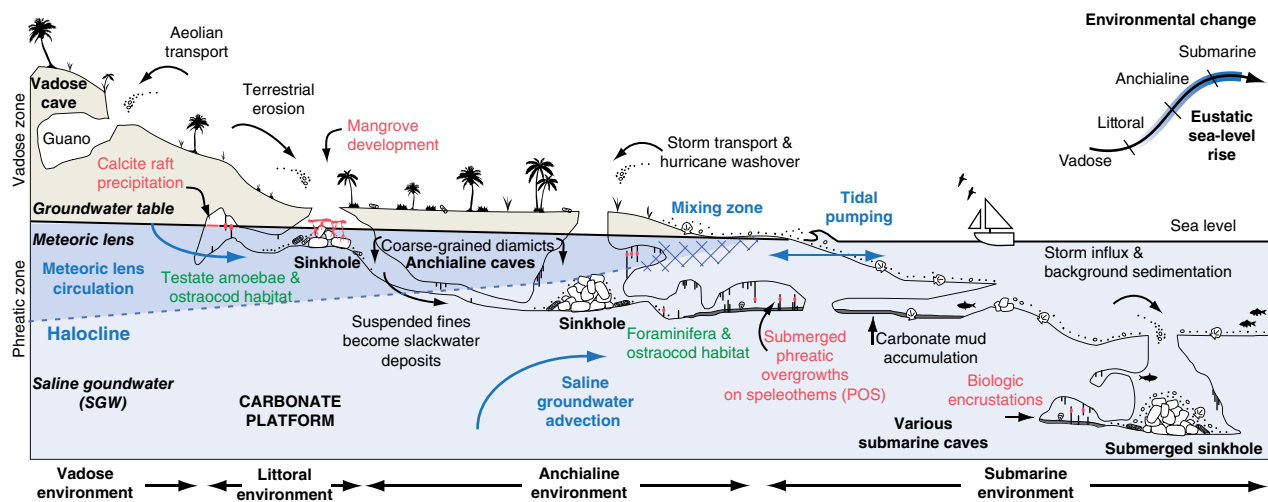 Environmental change
Submarine
Anchialine
Littoral
Vadose
Eustatic
sea-level
rise
Aeolian
transport
Terrestrial
erosion
Mangrove
development
Storm transport &
hurricane washover
Vadose zone
Vadose
cave
Guano
Calcite raft
precipitation
Groundwater table
Mixing zone
Tidal
pumping
Sea level
Phreatic zone
Meteoric lens
Meteoric lens
circulation
Testate amoebae &
ostraocod habitat
Sinkhole
Coarse-grained diamicts
Anchialine caves
Storm influx &
background sedimentation
Halocline
Suspended fines
become slackwater
deposits
Sinkhole
Foraminifera &
ostraocod habitat
Submerged
phreatic
overgrowths
on speleothems (POS)
Carbonate mud
accumulation
Saline goundwater
(SGW)
CARBONATE
PLATFORM
Saline
groundwater
advection
Biologic
encrustations
Various
submarine caves
Submerged sinkhole
Vadose
environment
Littoral
environment
Anchialine
environment
Submarine
environment